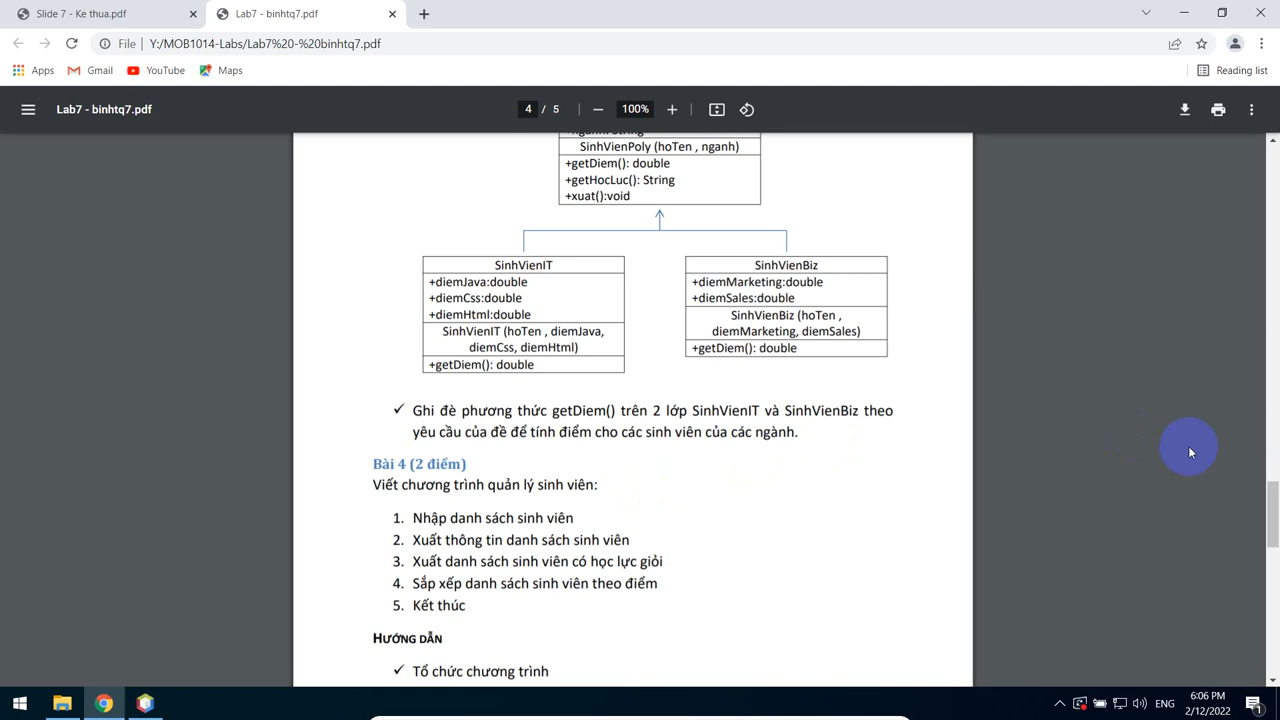 Slide 7 - Ke thua.pdf
Lab7 - binhtq7.pdf
File
Y:/MOB1014-Labs/Lab7%20-%20binhtq7.pdf
Apps
Gmail
YouTube
Maps
Reading list
Lab7 - binhtq7.pdf
4 / 5
100%
SinhVienPoly (hoTen , nganh)
+getDiem(): double
+getHocLuc(): String
+xuat():void
SinhVienIT
+diemJava:double
+diemCss:double
+diemHtml:double
SinhVienIT (hoTen , diemJava,
diemCss, diemHtml)
+getDiem(): double
SinhVienBiz
+diemMarketing:double
+diemSales:double
SinhVienBiz (hoTen ,
diemMarketing, diemSales)
+getDiem(): double
✓ Ghi đè phương thức getDiem() trên 2 lớp SinhVienIT và SinhVienBiz theo
yêu cầu của đề để tính điểm cho các sinh viên của các ngành.
Bài 4 (2 điểm)
Viết chương trình quản lý sinh viên:
1. Nhập danh sách sinh viên
2. Xuất thông tin danh sách sinh viên
3. Xuất danh sách sinh viên có học lực giỏi
4. Sắp xếp danh sách sinh viên theo điểm
5. Kết thúc
HƯỚNG DẪN
✓ Tổ chức chương trình
ENG
6:06 PM
2/12/2022
1